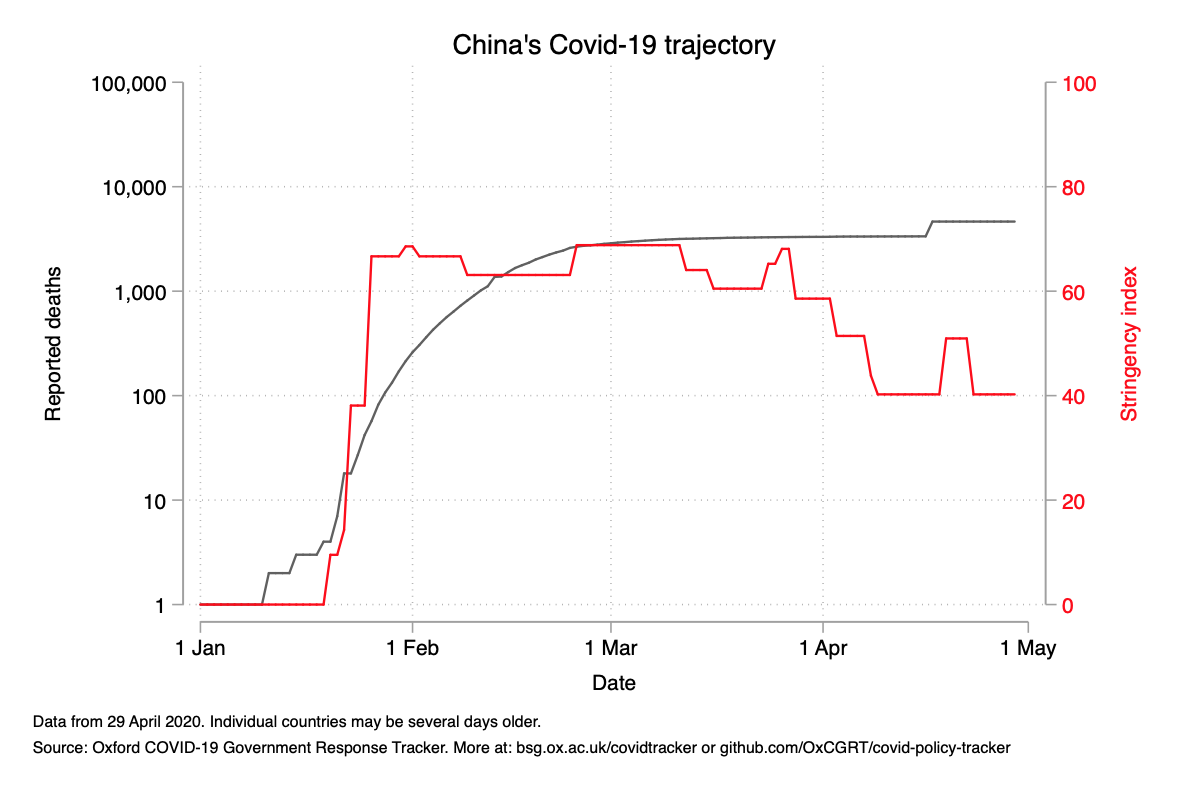 China's Covid-19 trajectory
100,000
10,000
1,000
100
10
1
Reported deaths
100
80
60
40
20
0
Stringency index
1 Jan 1 Feb 1 Mar 1 Apr 1 May
Date
Data from 29 April 2020. Individual countries may be several days older.
Source: Oxford COVID-19 Government Response Tracker. More at: bsg.ox.ac.uk/covidtracker or github.com/OxCGRT/covid-policy-tracker